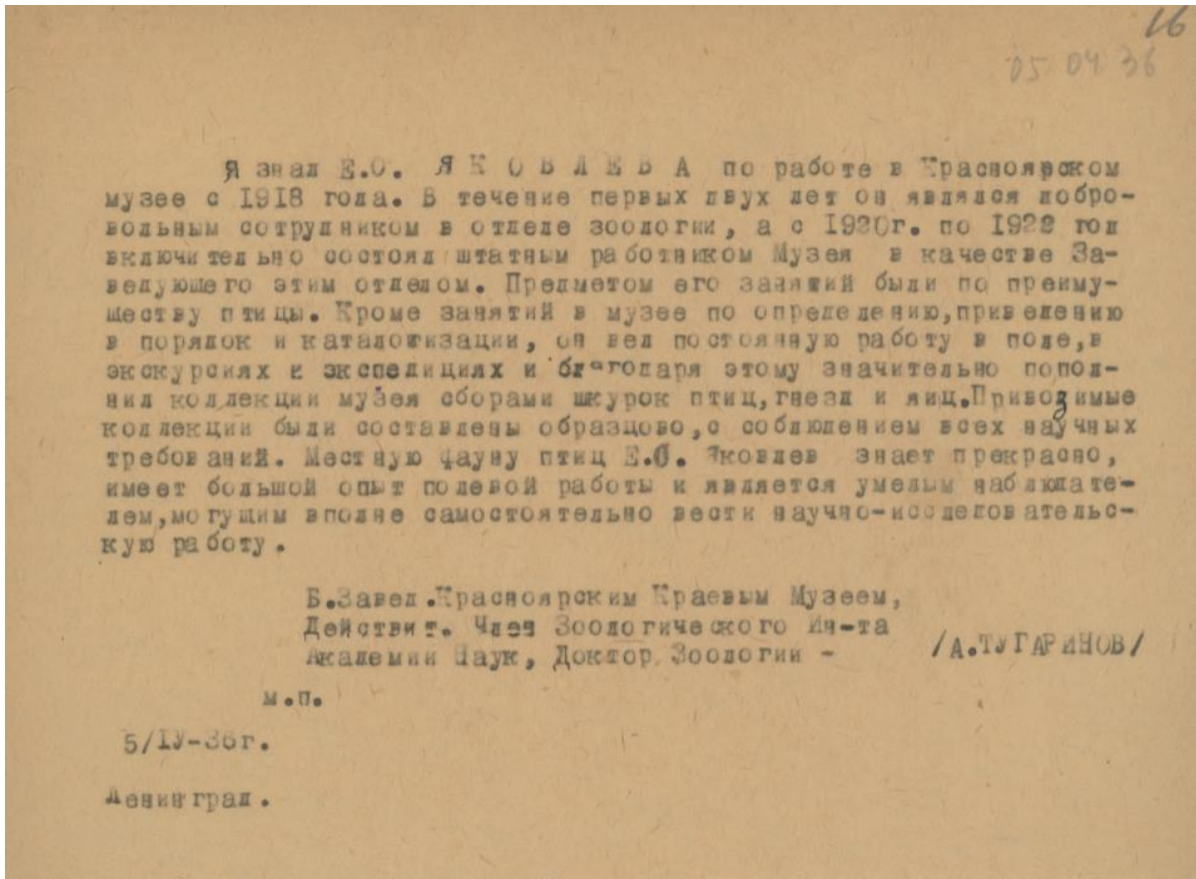 16
05 04 36
Я знал Е.О. Я К О В Л Е В А по работе в Красноярском
музее с 1918 года. В течение первых двух лет он являлся добро-
вольным сотрудником в отделе зоологии, а с 1920г. по 1922 год
включительно состоял штатным работником Музея в качестве За-
ведующего этим отделом. Предметом его занятий были по преиму-
ществу птицы. Кроме занятий в музее по определению, приведению
в порядок и каталогизации, он вел постоянную работу в поле, в
экскурсиях и экспедициях и благодаря этому значительно попол-
нил коллекции музея сборами шкурок птиц, гнезд и яиц. Приводимые
коллекции были составлены образцово, с соблюдением всех научных
требований. Местную фауну птиц Е.О. Яковлев знает прекрасно,
имеет большой опыт полевой работы и является умелым наблюдате-
лем, могущим вполне самостоятельно вести научно-исследовательс-
кую работу.
Б.Завед.Красноярским Краевым Музеем,
Действит. Член Зоологического Ин-та
Академии Наук, Доктор Зоологии -
/А.ТУГАРИНОВ/
м.п.
5/IУ-36г.
Ленинград.